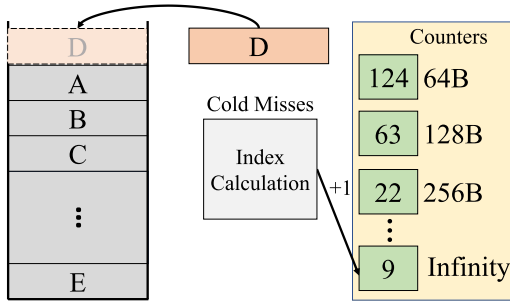 D
A
B
C
⋮
E
D
Cold Misses
Index
Calculation
+1
Counters
124 64B
63 128B
22 256B
⋮
9 Infinity